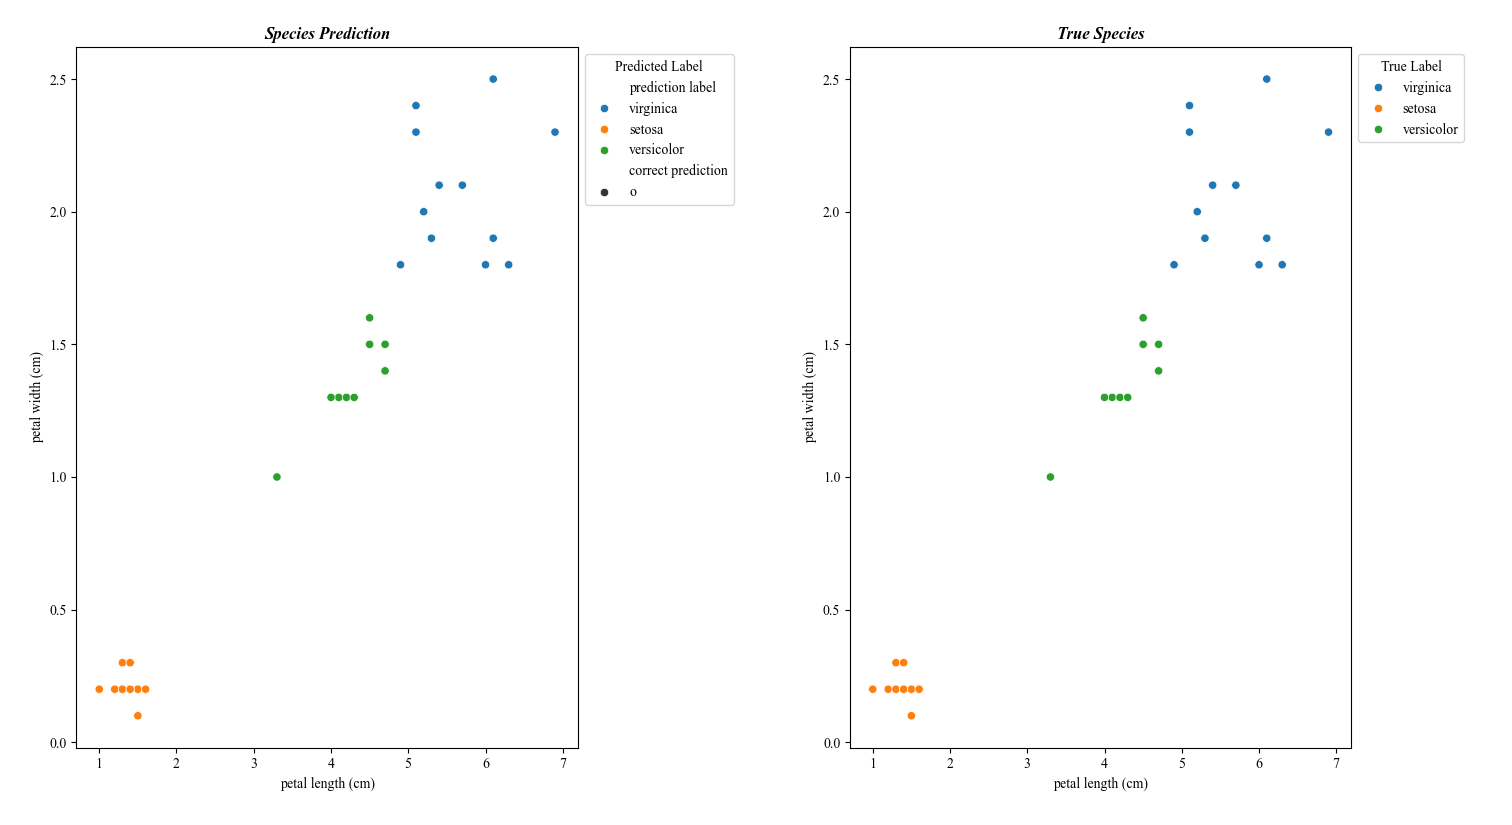 Species Prediction
2.5
2.0
1.5
1.0
0.5
0.0
petal width (cm)
1 2 3 4 5 6 7
petal length (cm)
Predicted Label
prediction label
virginica
setosa
versicolor
correct prediction
o
True Species
2.5
2.0
1.5
1.0
0.5
0.0
petal width (cm)
1 2 3 4 5 6 7
petal length (cm)
True Label
virginica
setosa
versicolor